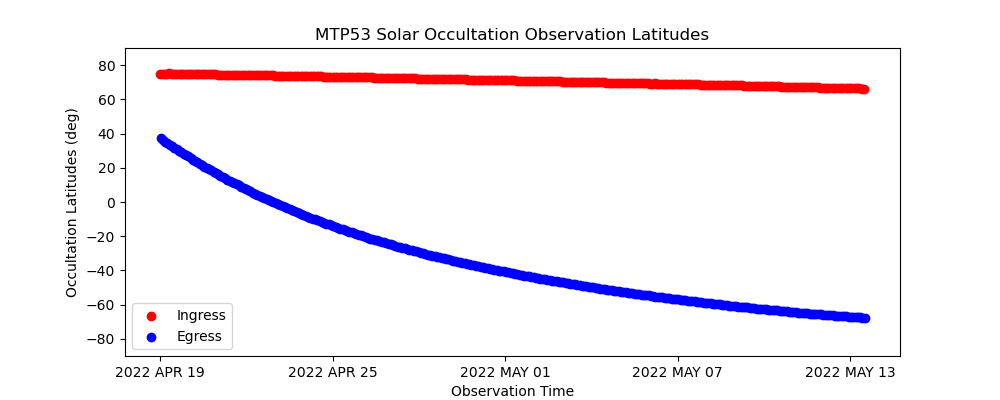 MTP53 Solar Occultation Observation Latitudes
Occultation Latitudes (deg)
80
60
40
20
0
−20
−40
−60
−80
Ingress
Egress
2022 APR 19 2022 APR 25 2022 MAY 01 2022 MAY 07 2022 MAY 13
Observation Time